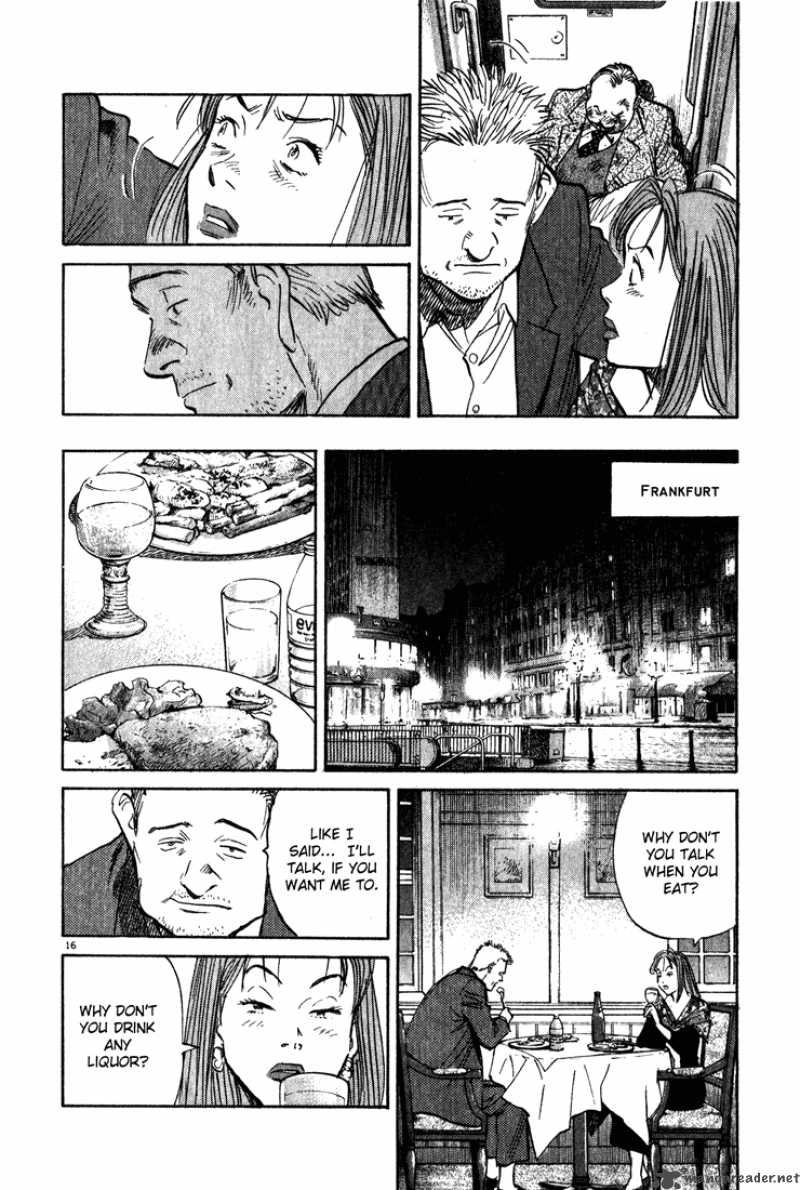 FRANKFURT
evi
WHY DON'T
YOU TALK
WHEN YOU
EAT?
LIKE I
SAID... I'LL
TALK, IF YOU
WANT ME TO.
16
WHY DON'T
YOU DRINK
ANY
LIQUOR?
www.mangareader.net